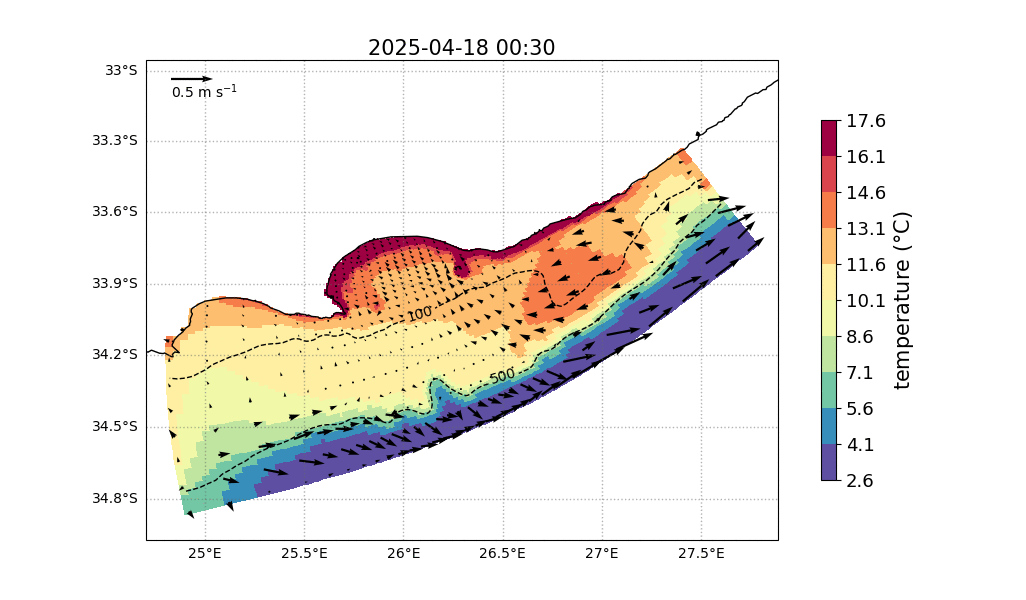 2025-04-18 00:30
0.5 m s⁻¹
33°S
33.3°S
33.6°S
33.9°S
34.2°S
34.5°S
34.8°S
100
500
25°E 25.5°E 26°E 26.5°E 27°E 27.5°E
17.6
16.1
14.6
13.1
11.6
10.1
8.6
7.1
5.6
4.1
2.6
temperature (°C)